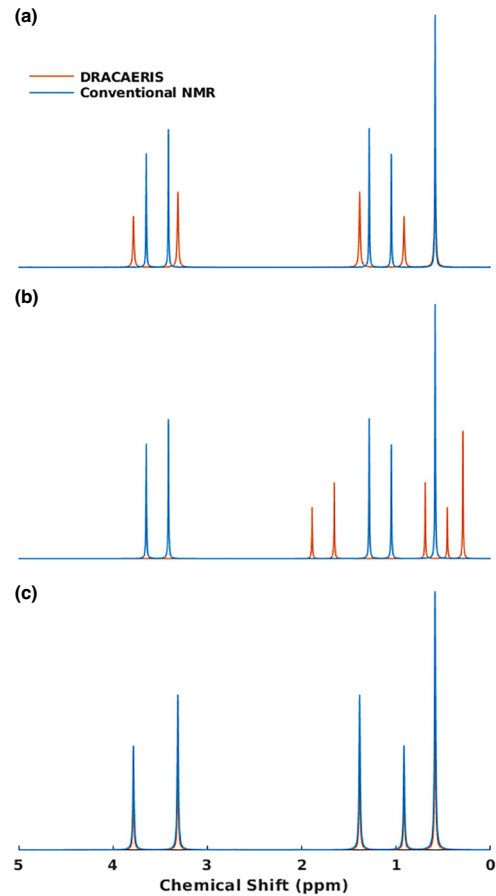 (a)
DRACAERIS
Conventional NMR
(b)
(c)
5 4 3 2 1 0
Chemical Shift (ppm)